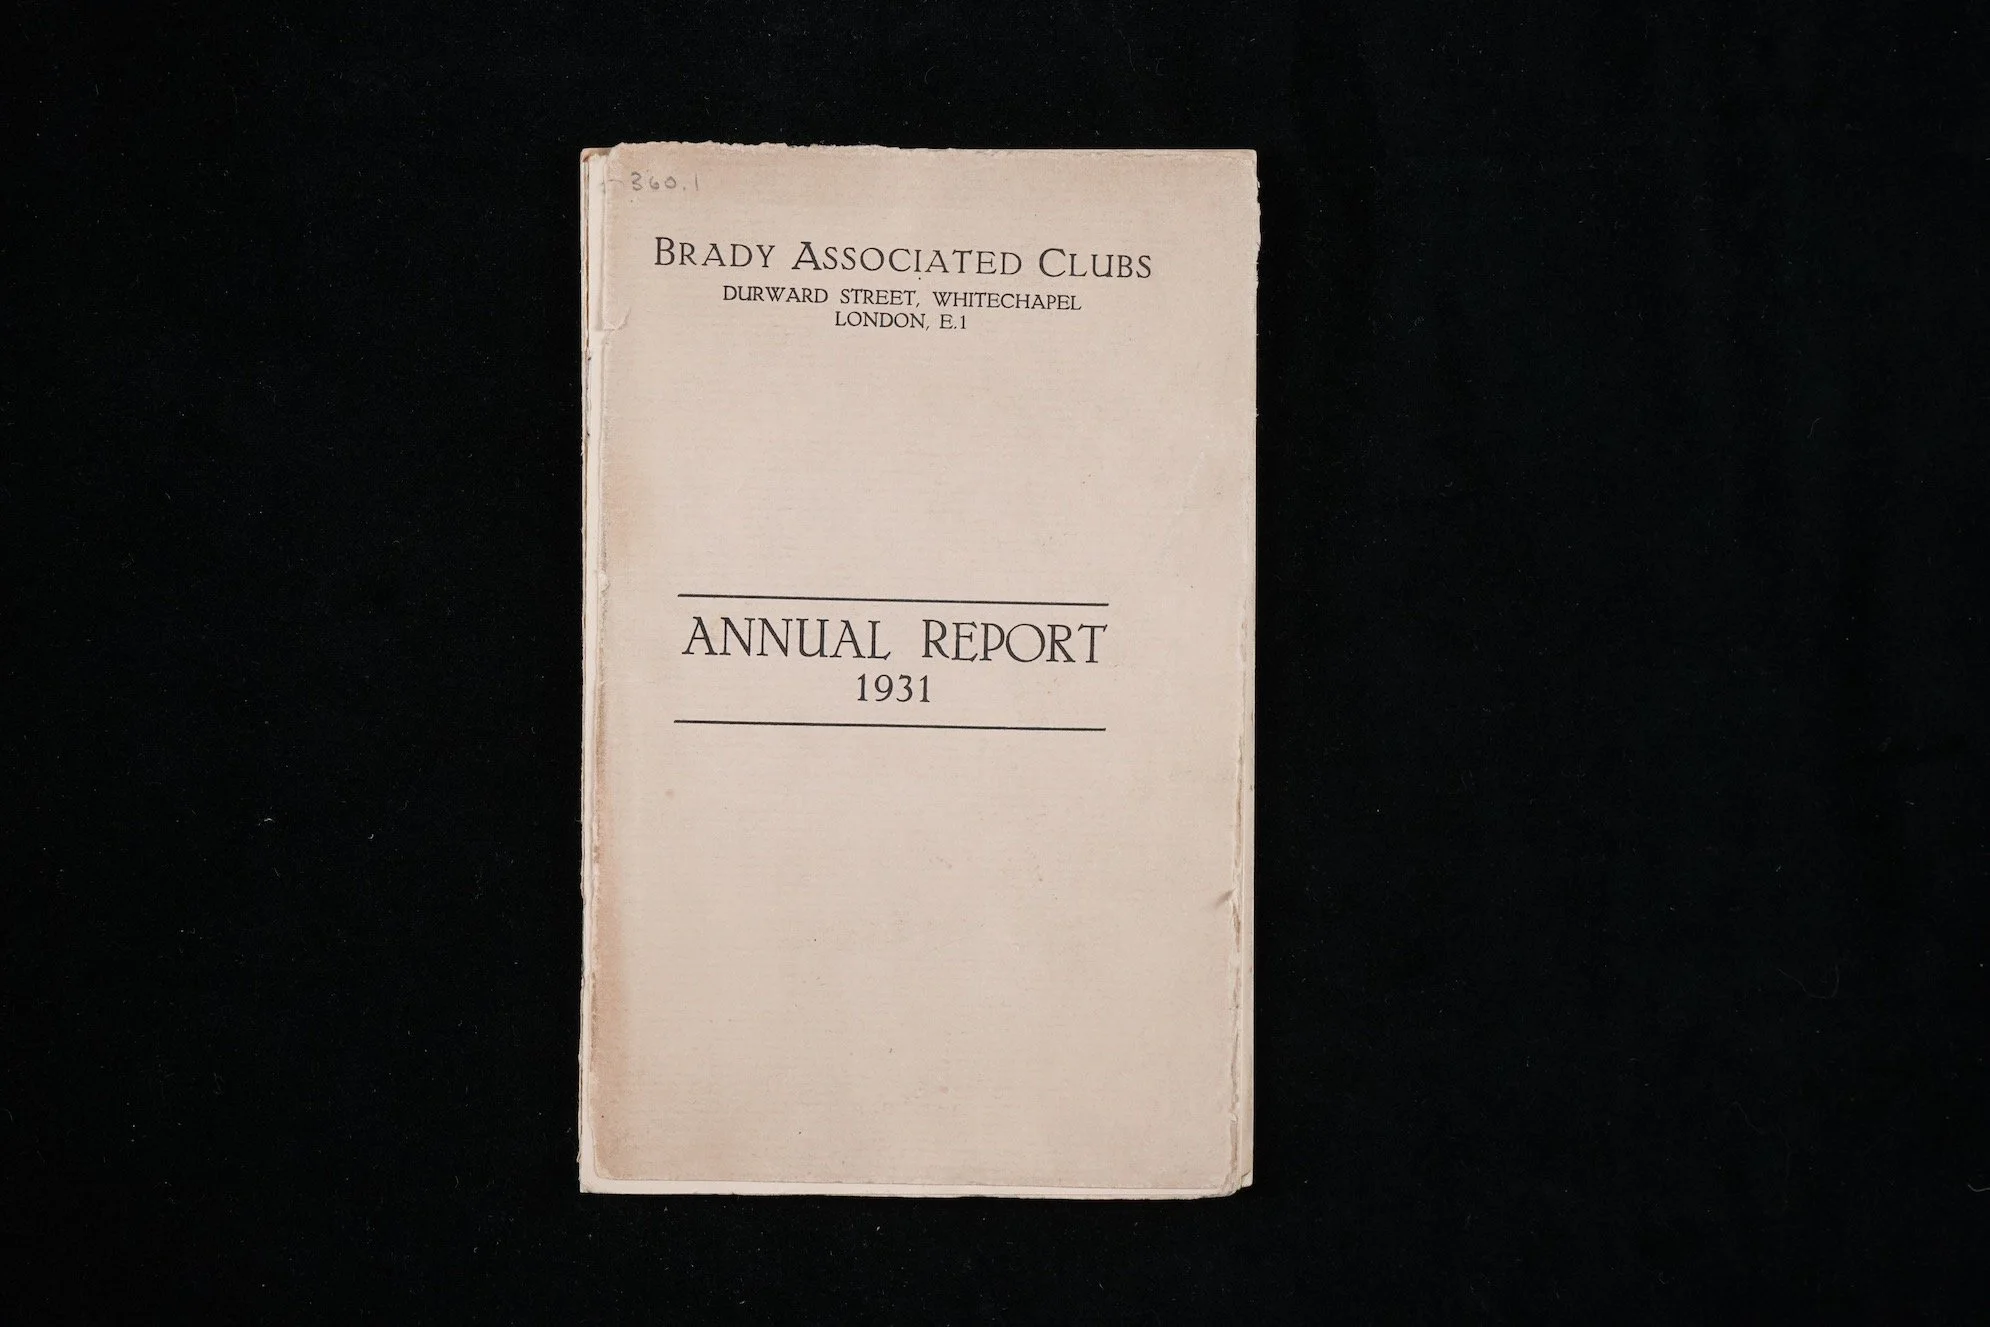 360.1
BRADY ASSOCIATED CLUBS
DURWARD STREET, WHITECHAPEL
LONDON, E.1
ANNUAL REPORT
1931